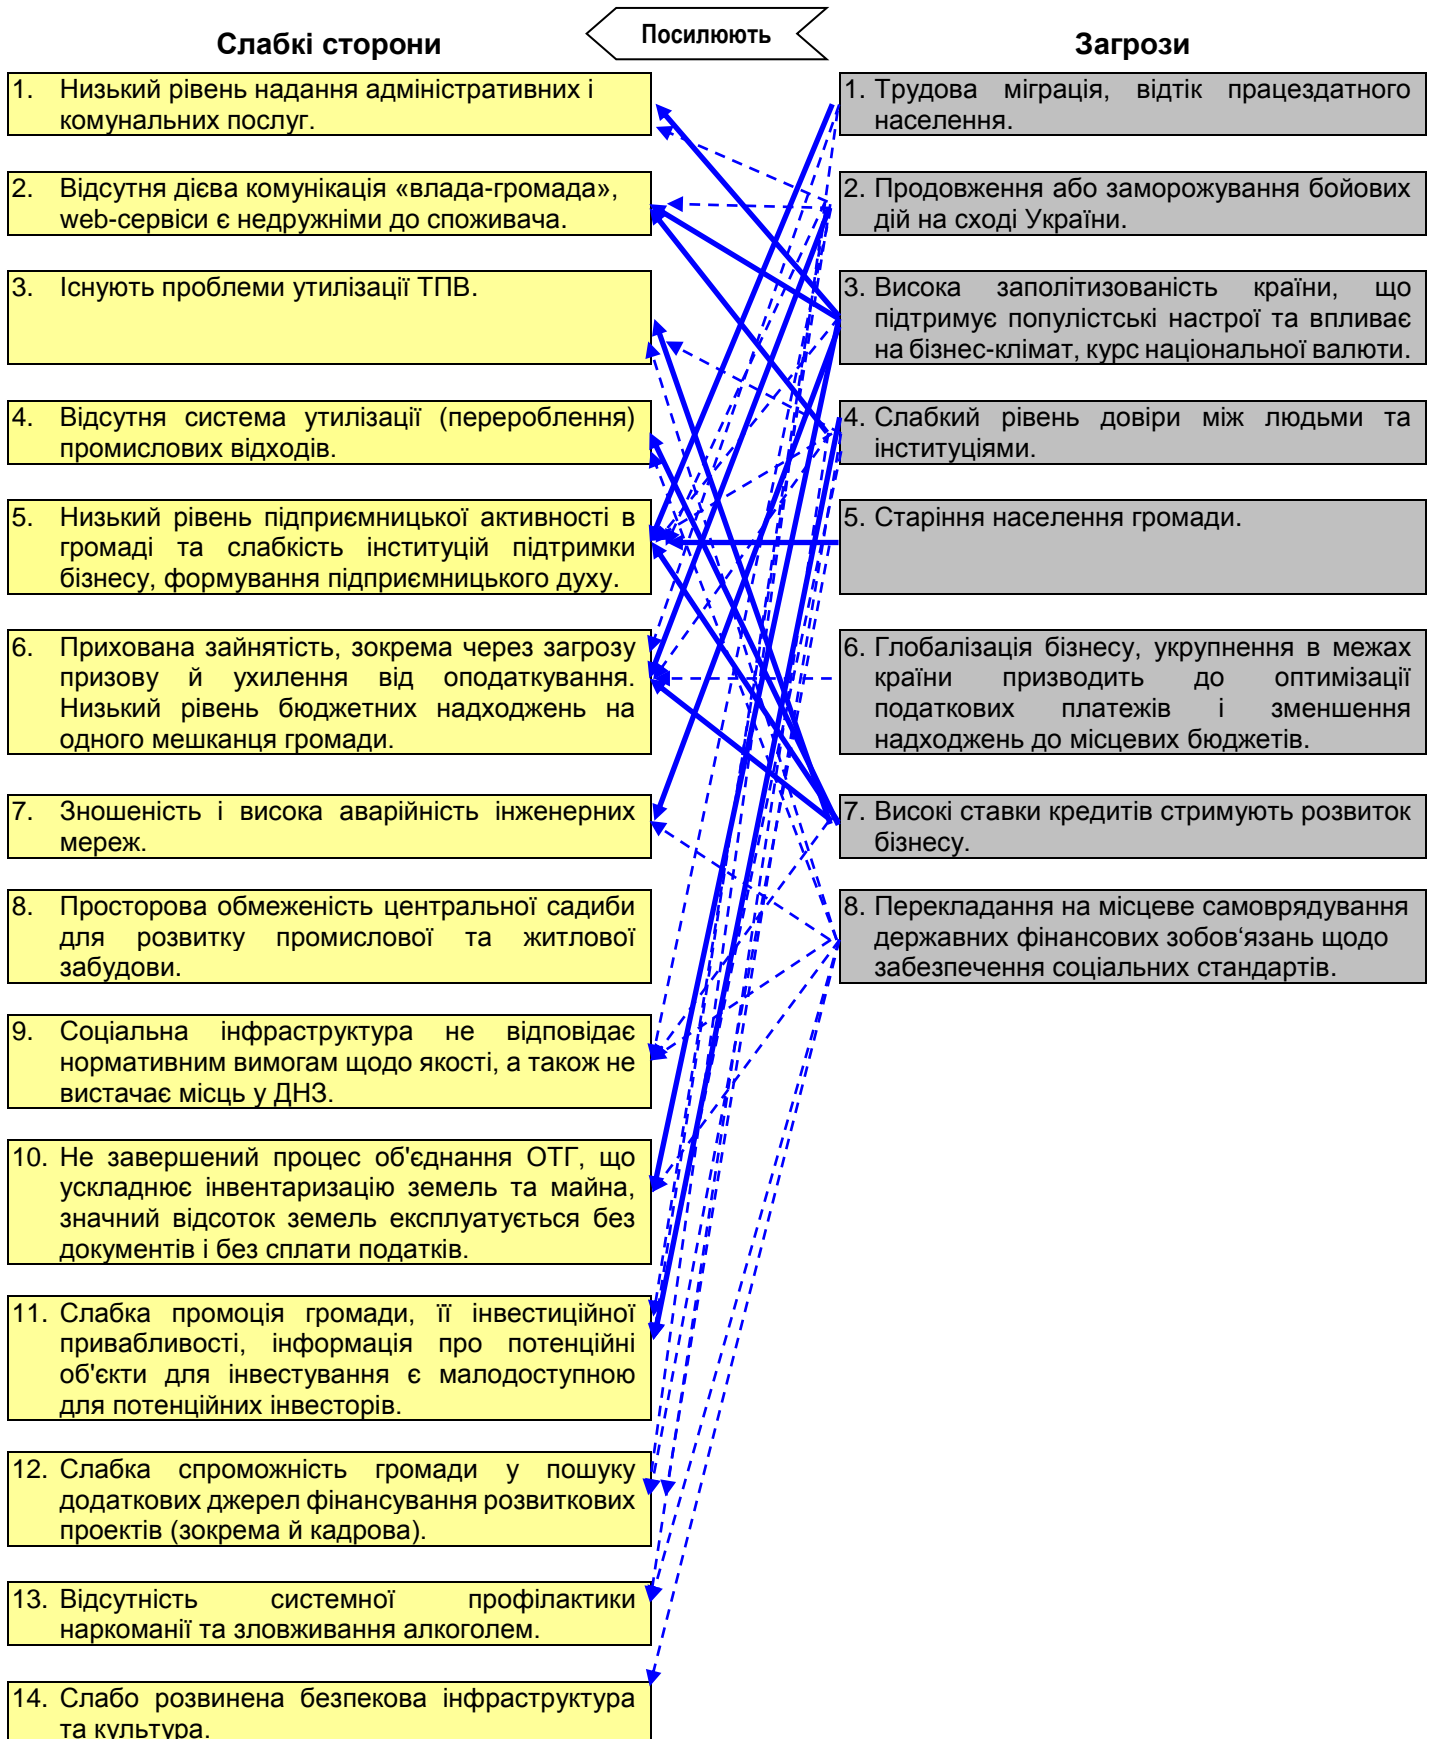 Слабкі сторони
Посилюють
Загрози
1. Низький рівень надання адміністративних і
комунальних послуг.
2. Відсутня дієва комунікація «влада-громада»,
web-сервіси є недружніми до споживача.
3. Існують проблеми утилізації ТПВ.
4. Відсутня система утилізації (перероблення)
промислових відходів.
5. Низький рівень підприємницької активності в
громаді та слабкість інституцій підтримки
бізнесу, формування підприємницького духу.
6. Прихована зайнятість, зокрема через загрозу
призову й ухилення від оподаткування.
Низький рівень бюджетних надходжень на
одного мешканця громади.
7. Зношеність і висока аварійність інженерних
мереж.
8. Просторова обмеженість центральної садиби
для розвитку промислової та житлової
забудови.
9. Соціальна інфраструктура не відповідає
нормативним вимогам щодо якості, а також не
вистачає місць у ДНЗ.
10. Не завершений процес об'єднання ОТГ, що
ускладнює інвентаризацію земель та майна,
значний відсоток земель експлуатується без
документів і без сплати податків.
11. Слабка промоція громади, її інвестиційної
привабливості, інформація про потенційні
об'єкти для інвестування є малодоступною
для потенційних інвесторів.
12. Слабка спроможність громади у пошуку
додаткових джерел фінансування розвиткових
проектів (зокрема й кадрова).
13. Відсутність системної профілактики
наркоманії та зловживання алкоголем.
14. Слабо розвинена безпекова інфраструктура
та культура.
1. Трудова міграція, відтік працездатного
населення.
2. Продовження або заморожування бойових
дій на сході України.
3. Висока заполітизованість країни, що
підтримує популістські настрої та впливає
на бізнес-клімат, курс національної валюти.
4. Слабкий рівень довіри між людьми та
інституціями.
5. Старіння населення громади.
6. Глобалізація бізнесу, укрупнення в межах
країни призводить до оптимізації
податкових платежів і зменшення
надходжень до місцевих бюджетів.
7. Високі ставки кредитів стримують розвиток
бізнесу.
8. Перекладання на місцеве самоврядування
державних фінансових зобов‘язань щодо
забезпечення соціальних стандартів.